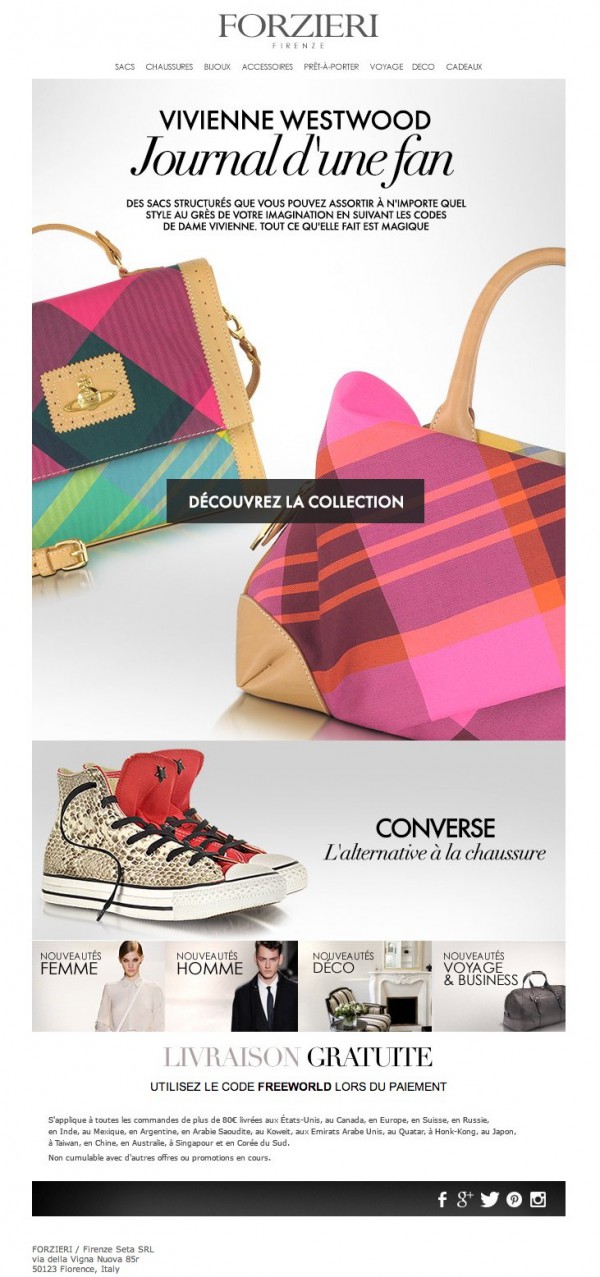 FORZIERI
FIRENZE
SACS CHAUSSURES BIJOUX ACCESSOIRES PRÊT-À-PORTER VOYAGE DECO CADEAUX
VIVIENNE WESTWOOD
Journal d'une fan
DES SACS STRUCTURÉS QUE VOUS POUVEZ ASSORTIR À N'IMPORTE QUEL
STYLE AU GRÈS DE VOTRE IMAGINATION EN SUIVANT LES CODES
DE DAME VIVIENNE. TOUT CE QU'ELLE FAIT EST MAGIQUE
DÉCOUVREZ LA COLLECTION
CONVERSE
L'alternative à la chaussure
NOUVEAUTÉS
FEMME
NOUVEAUTÉS
HOMME
NOUVEAUTÉS
DÉCO
NOUVEAUTÉS
VOYAGE
& BUSINESS
LIVRAISON GRATUITE
UTILISEZ LE CODE FREEWORLD LORS DU PAIEMENT
S'applique à toutes les commandes de plus de 80€ livrées aux États-Unis, au Canada, en Europe, en Suisse, en Russie,
en Inde, au Mexique, en Argentine, en Arabie Saoudite, au Koweit, aux Emirats Arabe Unis, au Quatar, à Honk-Kong, au Japon,
à Taiwan, en Chine, en Australie, à Singapour et en Corée du Sud.
Non cumulable avec d'autres offres ou promotions en cours.
FORZIERI / Firenze Seta SRL
via della Vigna Nuova 85r
50123 Florence, Italy